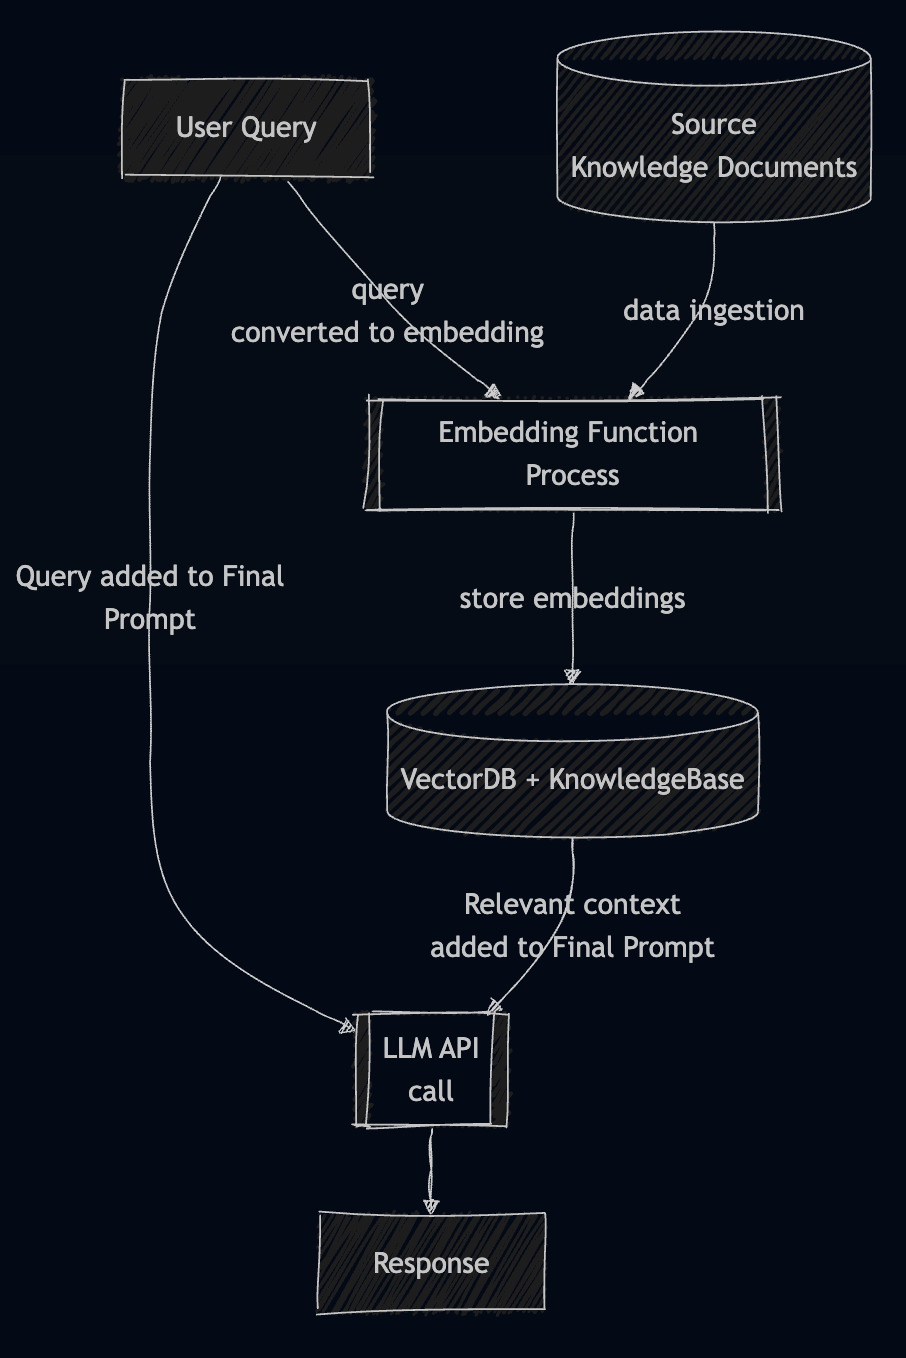 User Query
Source
Knowledge Documents
query
converted to embedding
data ingestion
Embedding Function
Process
Query added to Final
Prompt
store embeddings
VectorDB + KnowledgeBase
Relevant context
added to Final Prompt
LLM API
call
Response